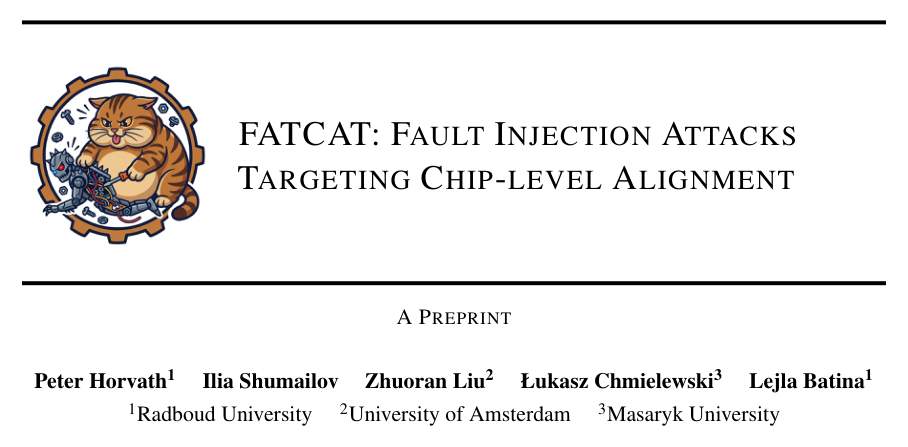 FATCAT: FAULT INJECTION ATTACKS
TARGETING CHIP-LEVEL ALIGNMENT
A PREPRINT
Peter Horvath¹ Ilia Shumailov Zhuoran Liu² Łukasz Chmielewski³ Lejla Batina¹
¹Radboud University ²University of Amsterdam ³Masaryk University